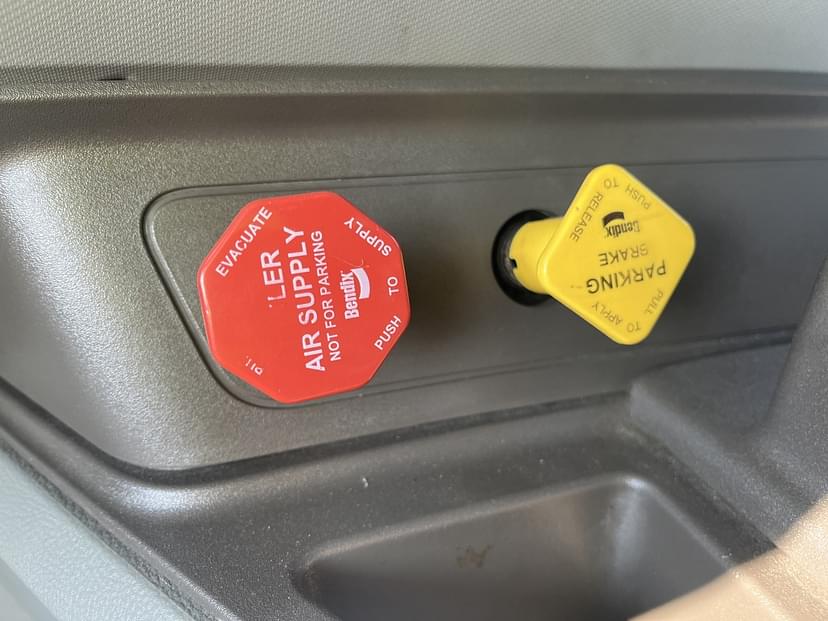 EVACUATE
LER
AIR SUPPLY
NOT FOR PARKING
Bendix
PUSH TO SUPPLY
PUSH TO RELEASE
Bendix
PARKING
BRAKE
PULL TO APPLY